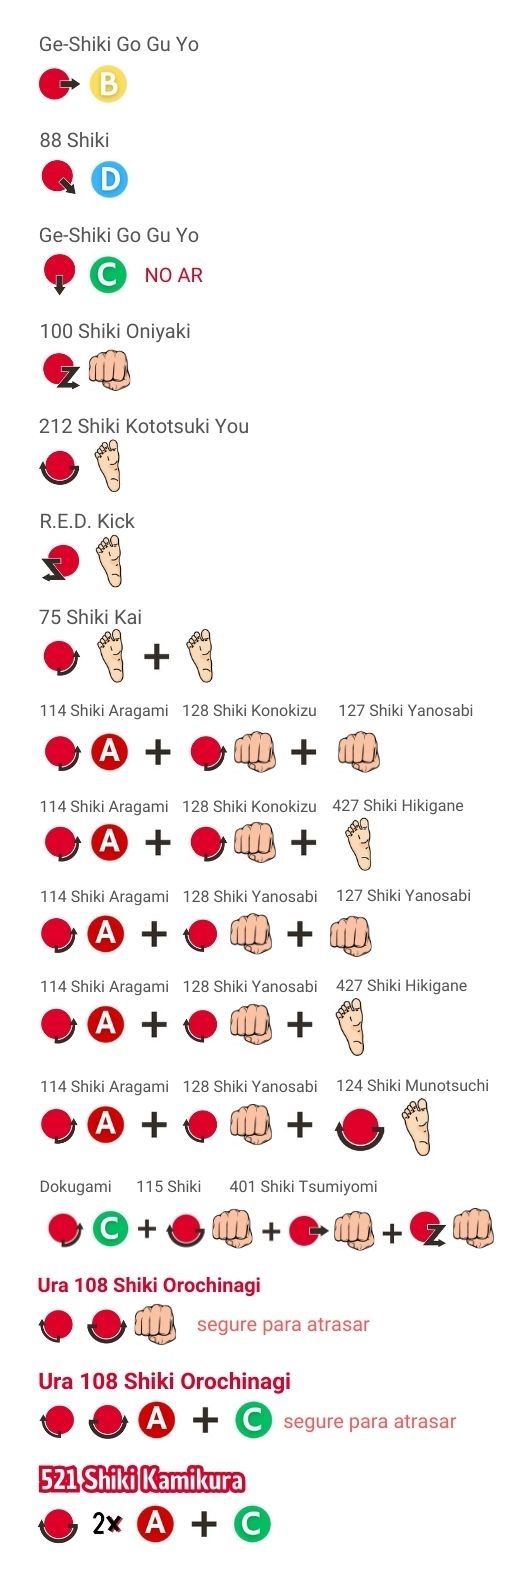 Ge-Shiki Go Gu Yo
B
88 Shiki
D
Ge-Shiki Go Gu Yo
C NO AR
100 Shiki Oniyaki
212 Shiki Kototsuki You
R.E.D. Kick
75 Shiki Kai
+
114 Shiki Aragami 128 Shiki Konokizu 127 Shiki Yanosabi
A + +
114 Shiki Aragami 128 Shiki Konokizu 427 Shiki Hikigane
A + +
114 Shiki Aragami 128 Shiki Yanosabi 127 Shiki Yanosabi
A + +
114 Shiki Aragami 128 Shiki Yanosabi 427 Shiki Hikigane
A + +
114 Shiki Aragami 128 Shiki Yanosabi 124 Shiki Munotsuchi
A + +
Dokugami 115 Shiki 401 Shiki Tsumiyomi
C + + +
Ura 108 Shiki Orochinagi
segure para atrasar
Ura 108 Shiki Orochinagi
A + C segure para atrasar
521 Shiki Kamikura
2x A + C